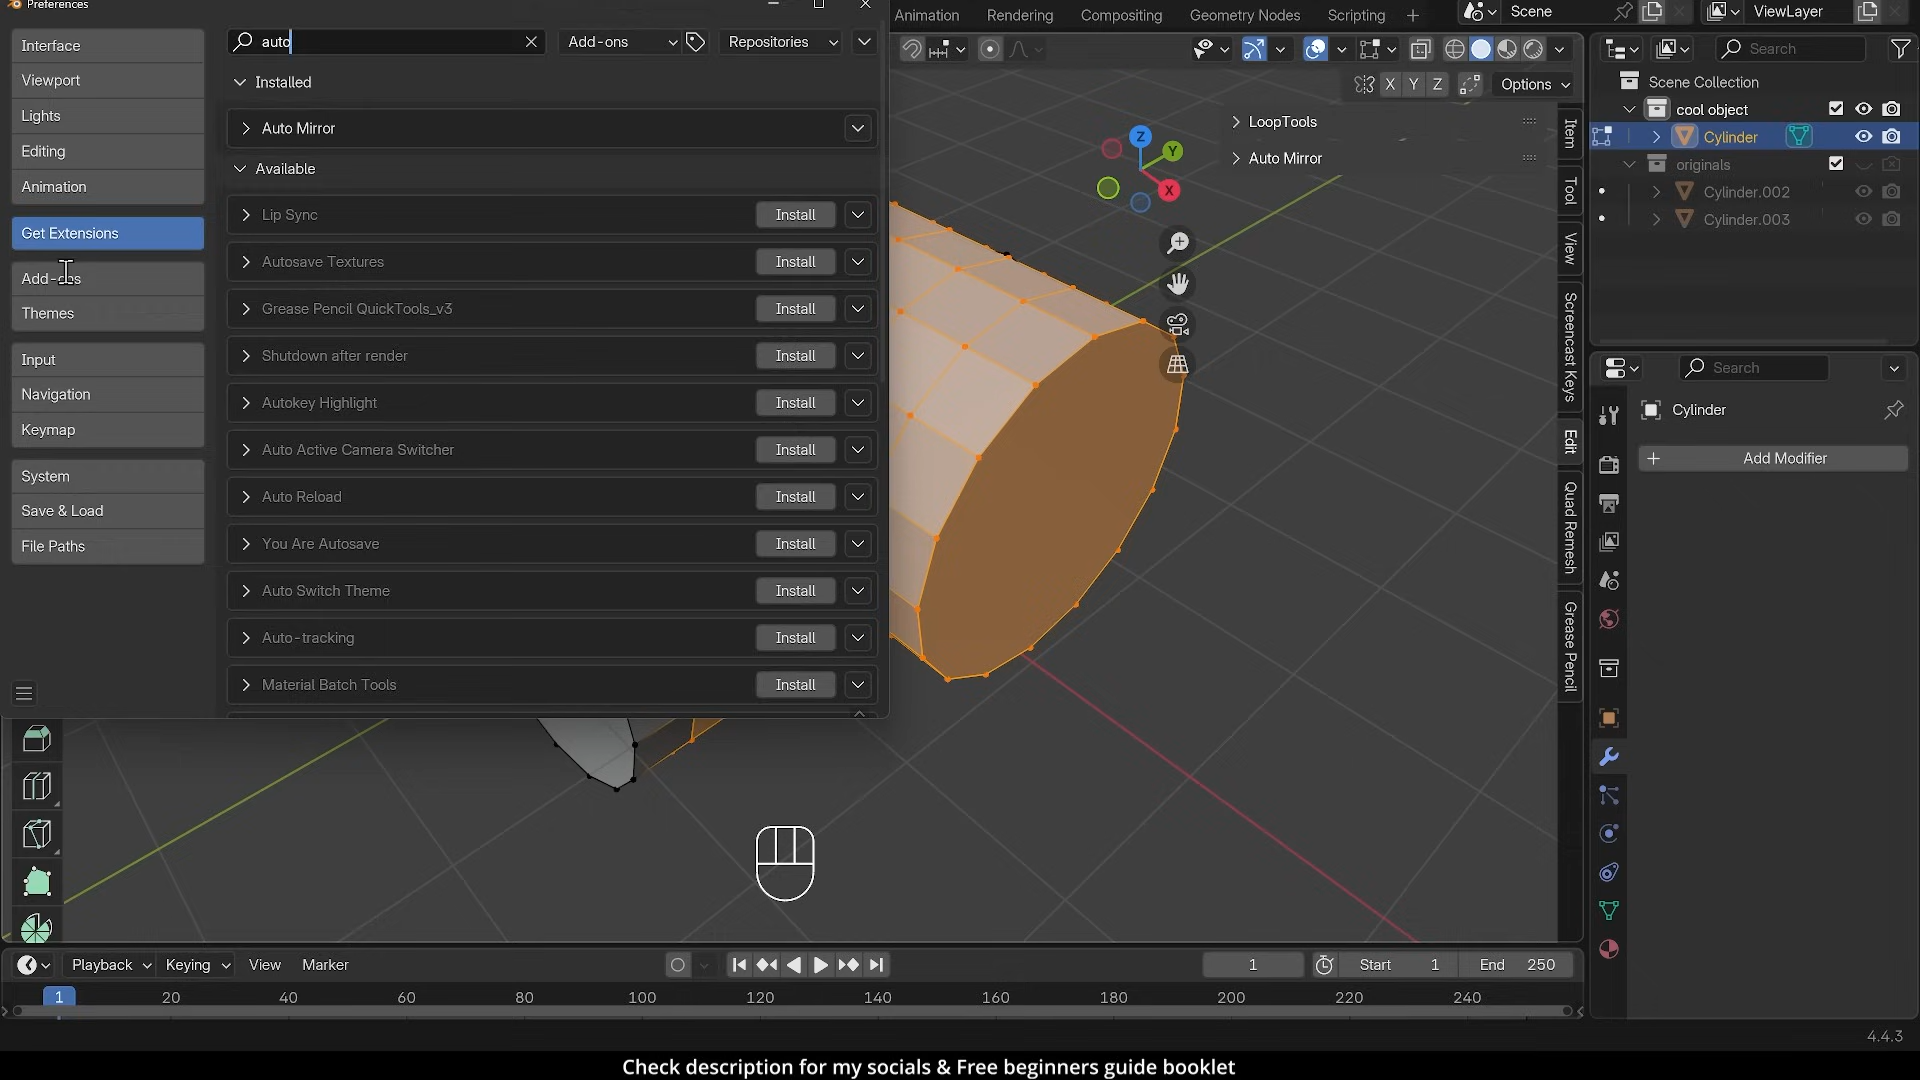 Preferences
Interface
Viewport
Lights
Editing
Animation
Get Extensions
Add-ons
Themes
Input
Navigation
Keymap
System
Save & Load
File Paths
auto
Add-ons
Repositories
Installed
Auto Mirror
Available
Lip Sync Install
Autosave Textures Install
Grease Pencil QuickTools_v3 Install
Shutdown after render Install
Autokey Highlight Install
Auto Active Camera Switcher Install
Auto Reload Install
You Are Autosave Install
Auto Switch Theme Install
Auto-tracking Install
Material Batch Tools Install
Animation Rendering Compositing Geometry Nodes Scripting
Scene
ViewLayer
X Y Z
Options
LoopTools
Auto Mirror
Z
Y
X
Item
Tool
View
Screencast Keys
Edit
Quad Remesh
Grease Pencil
Search
Scene Collection
cool object
Cylinder
originals
Cylinder.002
Cylinder.003
Search
Cylinder
Add Modifier
Playback Keying View Marker
1
Start 1
End 250
1 20 40 60 80 100 120 140 160 180 200 220 240
4.4.3
Check description for my socials & Free beginners guide booklet